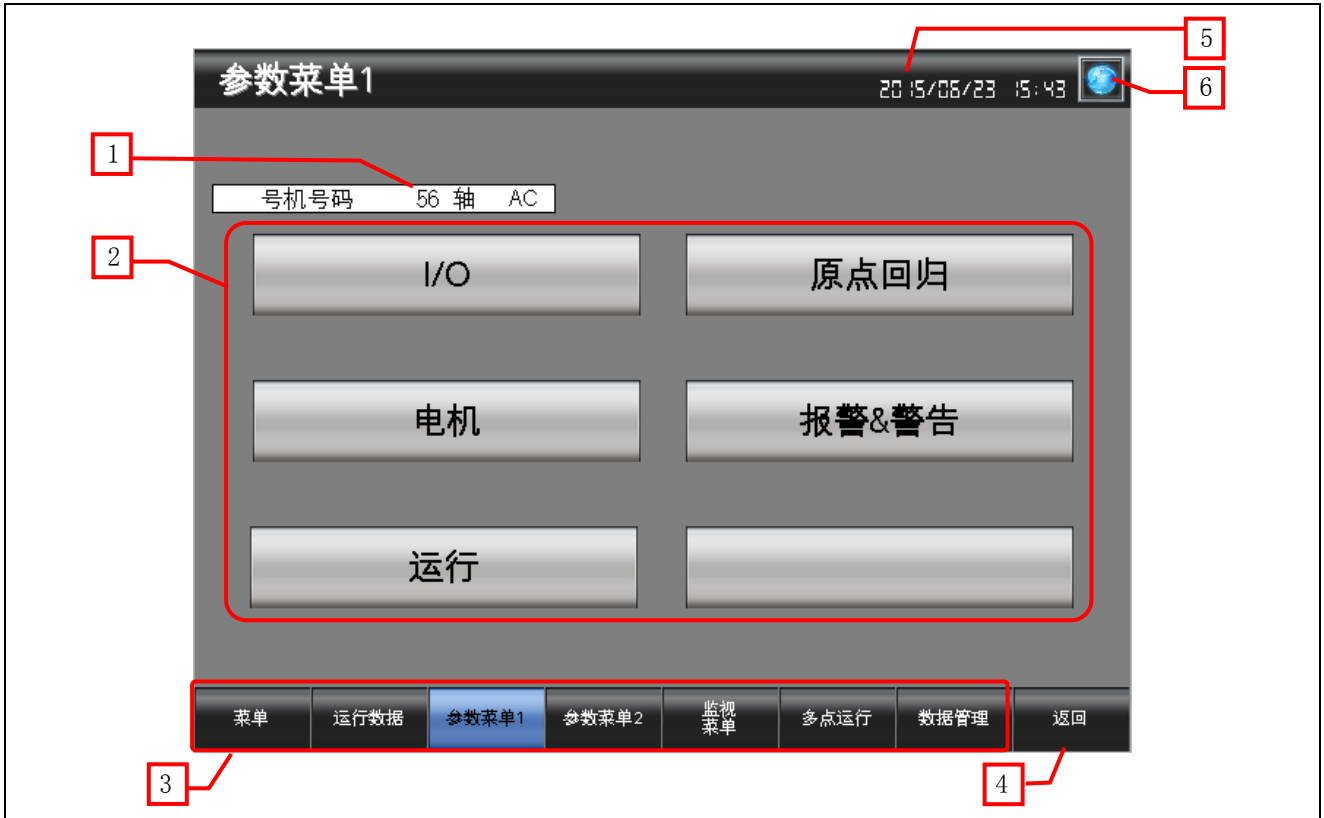 5
参数菜单1
2015/06/23 15:43
6
1
号机号码 56 轴 AC
2
I/O
原点回归
电机
报警&警告
运行
菜单
运行数据
参数菜单1
参数菜单2
监视
菜单
多点运行
数据管理
返回
3
4